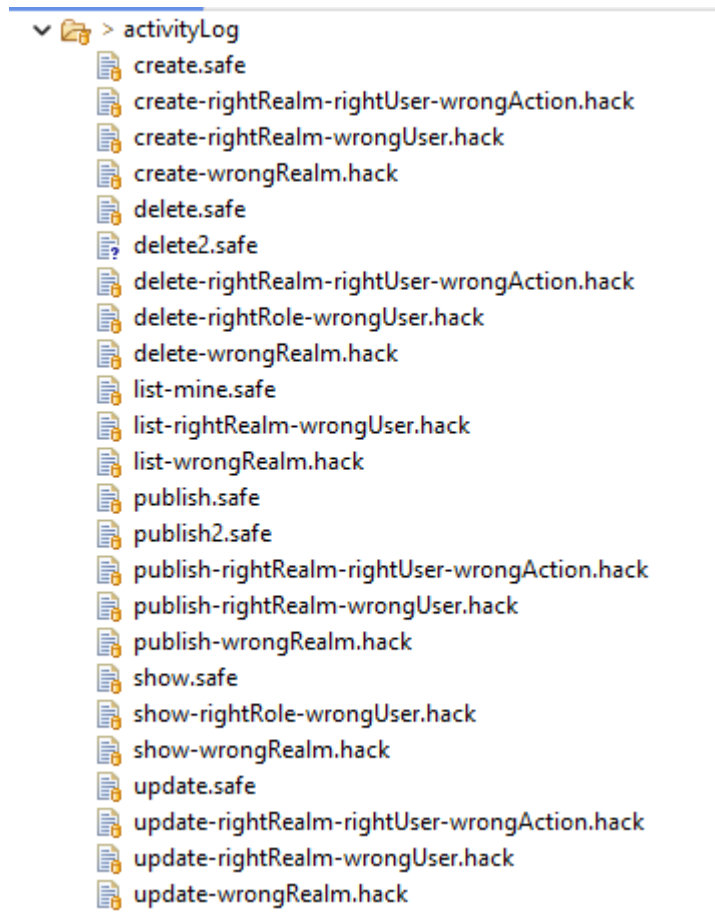 > activityLog
create.safe
create-rightRealm-rightUser-wrongAction.hack
create-rightRealm-wrongUser.hack
create-wrongRealm.hack
delete.safe
delete2.safe
delete-rightRealm-rightUser-wrongAction.hack
delete-rightRole-wrongUser.hack
delete-wrongRealm.hack
list-mine.safe
list-rightRealm-wrongUser.hack
list-wrongRealm.hack
publish.safe
publish2.safe
publish-rightRealm-rightUser-wrongAction.hack
publish-rightRealm-wrongUser.hack
publish-wrongRealm.hack
show.safe
show-rightRole-wrongUser.hack
show-wrongRealm.hack
update.safe
update-rightRealm-rightUser-wrongAction.hack
update-rightRealm-wrongUser.hack
update-wrongRealm.hack